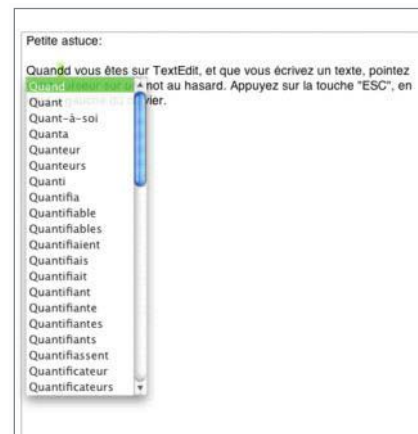 Petite astuce:
Quandd vous êtes sur TextEdit, et que vous écrivez un texte, pointez
Quand not au hasard. Appuyez sur la touche "ESC", en
Quant vier.
Quant-à-soi
Quanta
Quanteur
Quanteurs
Quanti
Quantifia
Quantifiable
Quantifiables
Quantifiaient
Quantifiais
Quantifiait
Quantifiant
Quantifiante
Quantifiantes
Quantifiants
Quantifiassent
Quantificateur
Quantificateurs